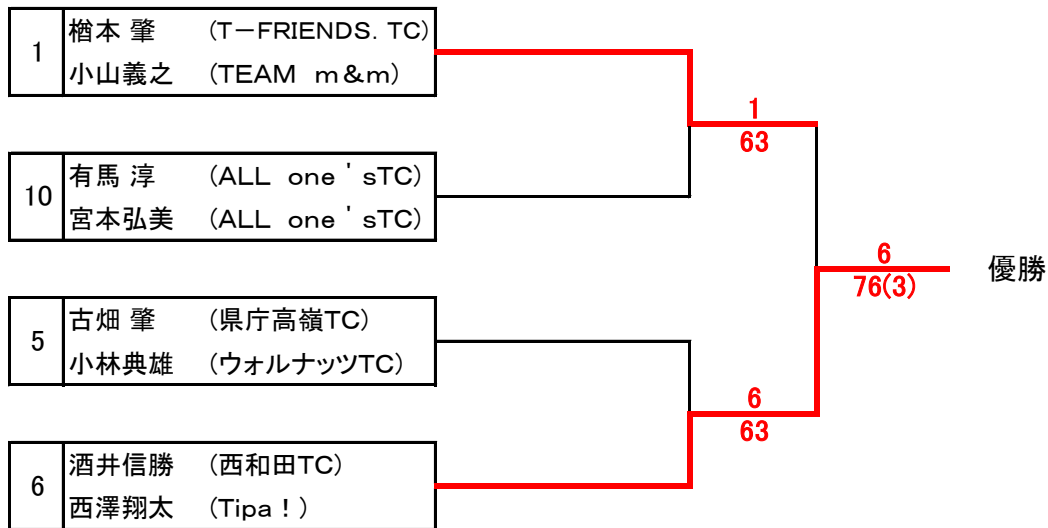 1
楢本 肇 (T－FRIENDS. TC)
小山義之 (TEAM m&m)
10
有馬 淳 (ALL one ' sTC)
宮本弘美 (ALL one ' sTC)
5
古畑 肇 (県庁高嶺TC)
小林典雄 (ウォルナッツTC)
6
酒井信勝 (西和田TC)
西澤翔太 (Tipa！)
1
63
6
63
6
76(3)
優勝